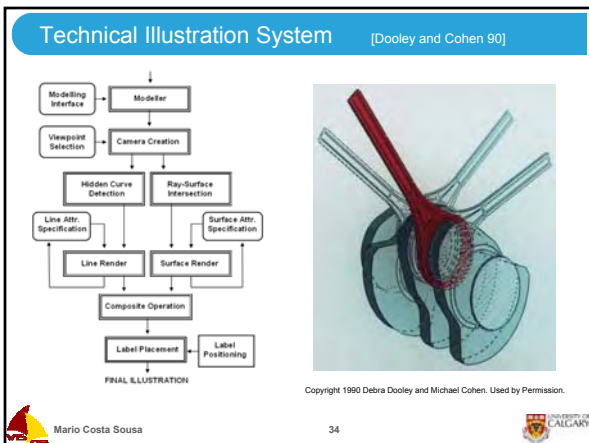 Technical Illustration System [Dooley and Cohen 90]
Modelling
Interface
Modeller
Viewpoint
Selection
Camera Creation
Hidden Curve
Detection
Ray-Surface
Intersection
Line Attr.
Specification
Surface Attr.
Specification
Line Render
Surface Render
Composite Operation
Label Placement
Label
Positioning
FINAL ILLUSTRATION
Copyright 1990 Debra Dooley and Michael Cohen. Used by Permission.
Mario Costa Sousa
34
UNIVERSITY OF
CALGARY